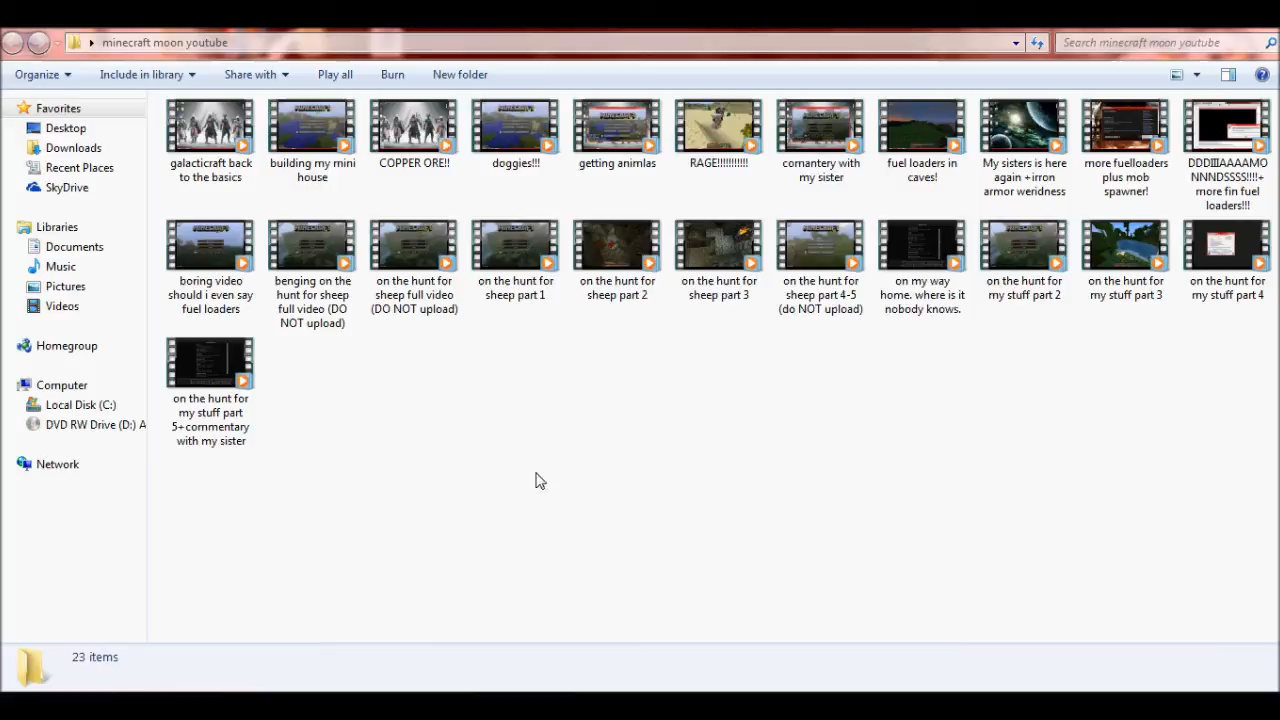 minecraft moon youtube
Search minecraft moon youtube
Organize Include in library Share with Play all Burn New folder
Favorites
Desktop
Downloads
Recent Places
SkyDrive
Libraries
Documents
Music
Pictures
Videos
Homegroup
Computer
Local Disk (C:)
DVD RW Drive (D:) A
Network
galacticraft back
to the basics
building my mini
house
COPPER ORE!!
doggies!!!
getting animlas
RAGE!!!!!!!!!!!
comantery with
my sister
fuel loaders in
caves!
My sisters is here
again +irron
armor weridness
more fuelloaders
plus mob
spawner!
DDDIIIAAAAMO
NNNDSSSS!!!!+
more fin fuel
loaders!!!
boring video
should i even say
fuel loaders
benging on the
hunt for sheep
full video (DO
NOT upload)
on the hunt for
sheep full video
(DO NOT upload)
on the hunt for
sheep part 1
on the hunt for
sheep part 2
on the hunt for
sheep part 3
on the hunt for
sheep part 4-5
(do NOT upload)
on my way
home. where is it
nobody knows.
on the hunt for
my stuff part 2
on the hunt for
my stuff part 3
on the hunt for
my stuff part 4
on the hunt for
my stuff part
5+commentary
with my sister
23 items